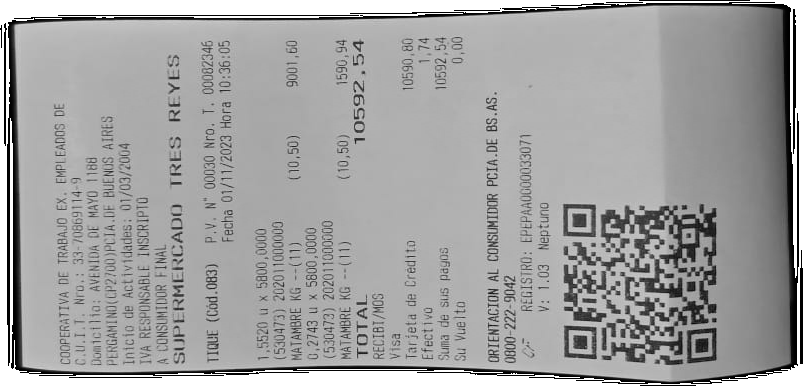 COOPERATIVA DE TRABAJO EX. EMPLEADOS DE
C.U.I.T. Nro.: 33-70869114-9
Domicilio: AVENIDA DE MAYO 1188
PERGAMINO(CP2700)PCIA.DE BUENOS AIRES
Inicio de Actividades: 01/03/2004
IVA RESPONSABLE INSCRIPTO
A CONSUMIDOR FINAL
SUPERMERCADO TRES REYES
TIQUE (Cód.083) P.V. N° 00030 Nro. T. 00082346
Fecha 01/11/2023 Hora 10:36:05
1,5520 u x 5800,0000
(530473) 202011000000
MATAMBRE KG --(11) (10,50) 9001,60
0,2743 u x 5800,0000
(530473) 202011000000
MATAMBRE KG --(11) (10,50) 1590,94
TOTAL 10592,54
RECIBI/MOS
Visa
Tarjeta de Crédito 10590,80
Efectivo 1,74
Suma de sus pagos 10592,54
Su Vuelto 0,00
ORIENTACION AL CONSUMIDOR PCIA.DE BS.AS.
0800-222-9042
CF REGISTRO: EPEPAA0000033071
V: 1.03 Neptuno